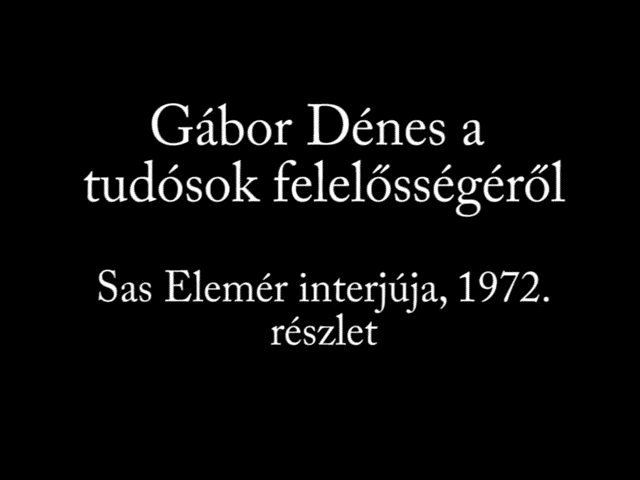 Gábor Dénes a
tudósok felelősségéről
Sas Elemér interjúja, 1972.
részlet